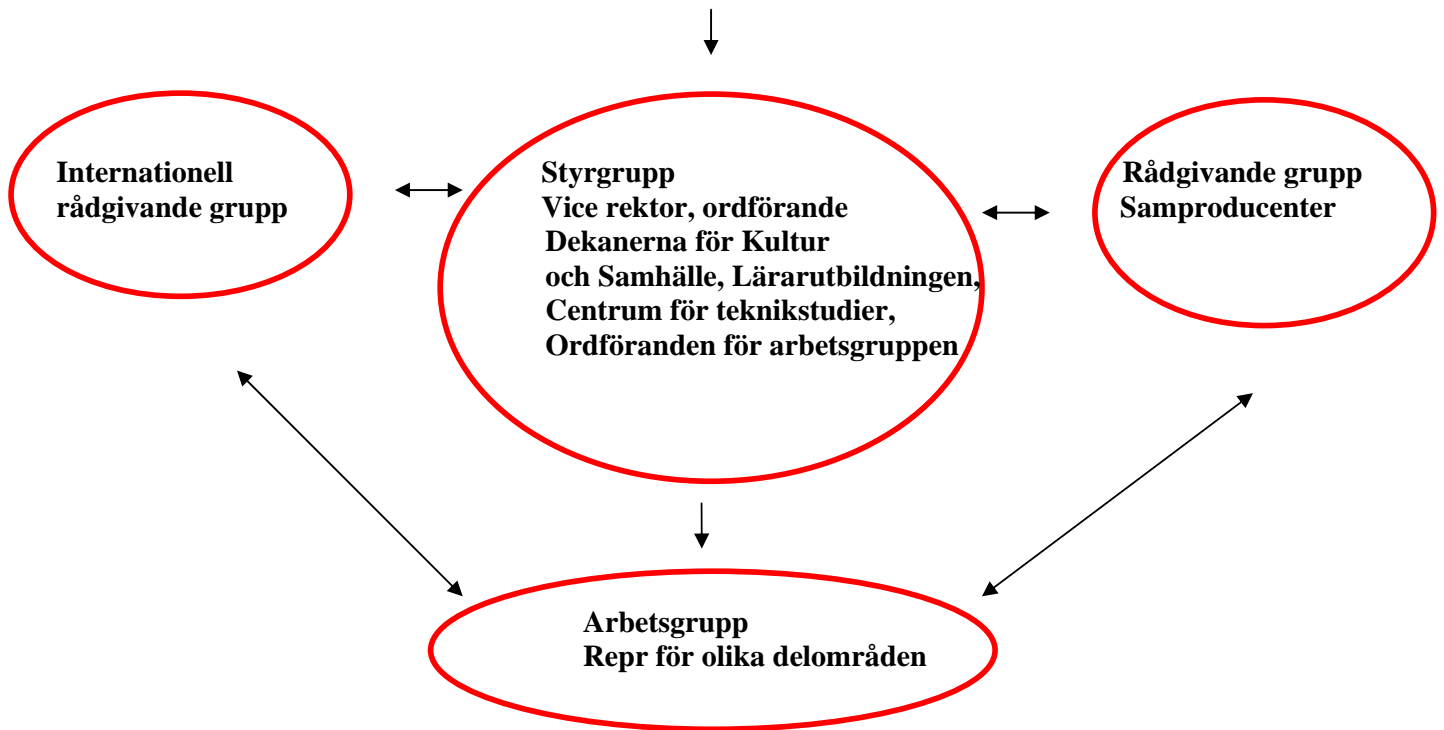 Internationell
rådgivande grupp
Styrgrupp
Vice rektor, ordförande
Dekanerna för Kultur
och Samhälle, Lärarutbildningen,
Centrum för teknikstudier,
Ordföranden för arbetsgruppen
Rådgivande grupp
Samproducenter
Arbetsgrupp
Repr för olika delområden